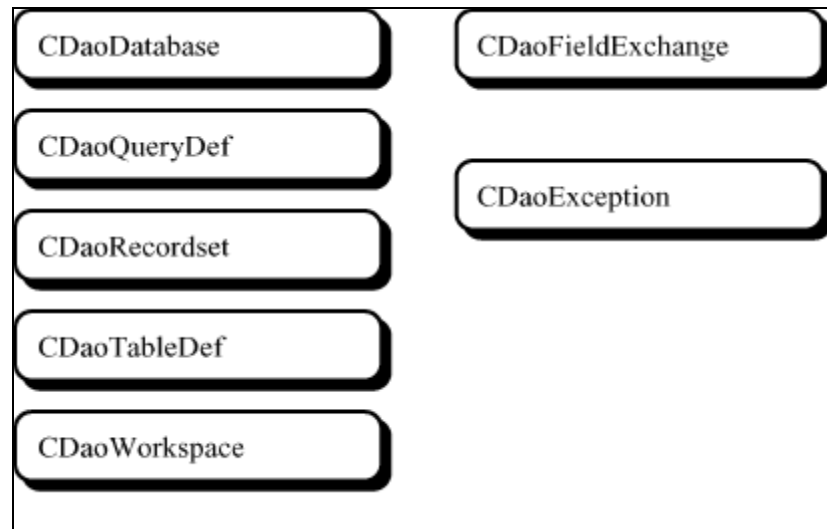 CDaoDatabase
CDaoQueryDef
CDaoRecordset
CDaoTableDef
CDaoWorkspace
CDaoFieldExchange
CDaoException